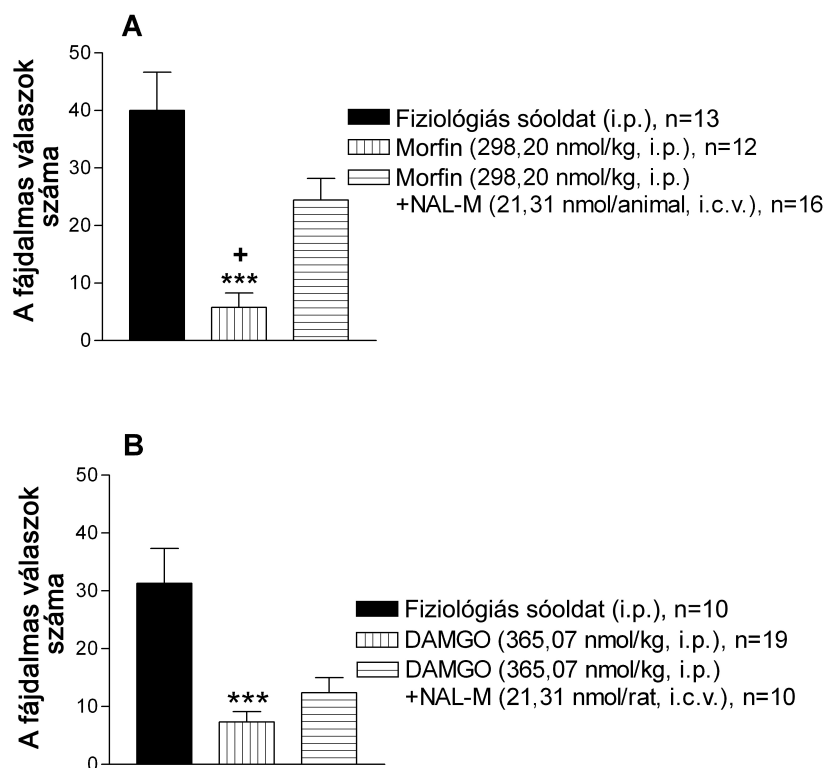 A
50
40
30
20
10
0
A fájdalmas válaszok
száma
+
***
Fiziológiás sóoldat (i.p.), n=13
Morfin (298,20 nmol/kg, i.p.), n=12
Morfin (298,20 nmol/kg, i.p.)
+NAL-M (21,31 nmol/animal, i.c.v.), n=16
B
50
40
30
20
10
0
A fájdalmas válaszok
száma
***
Fiziológiás sóoldat (i.p.), n=10
DAMGO (365,07 nmol/kg, i.p.), n=19
DAMGO (365,07 nmol/kg, i.p.)
+NAL-M (21,31 nmol/rat, i.c.v.), n=10